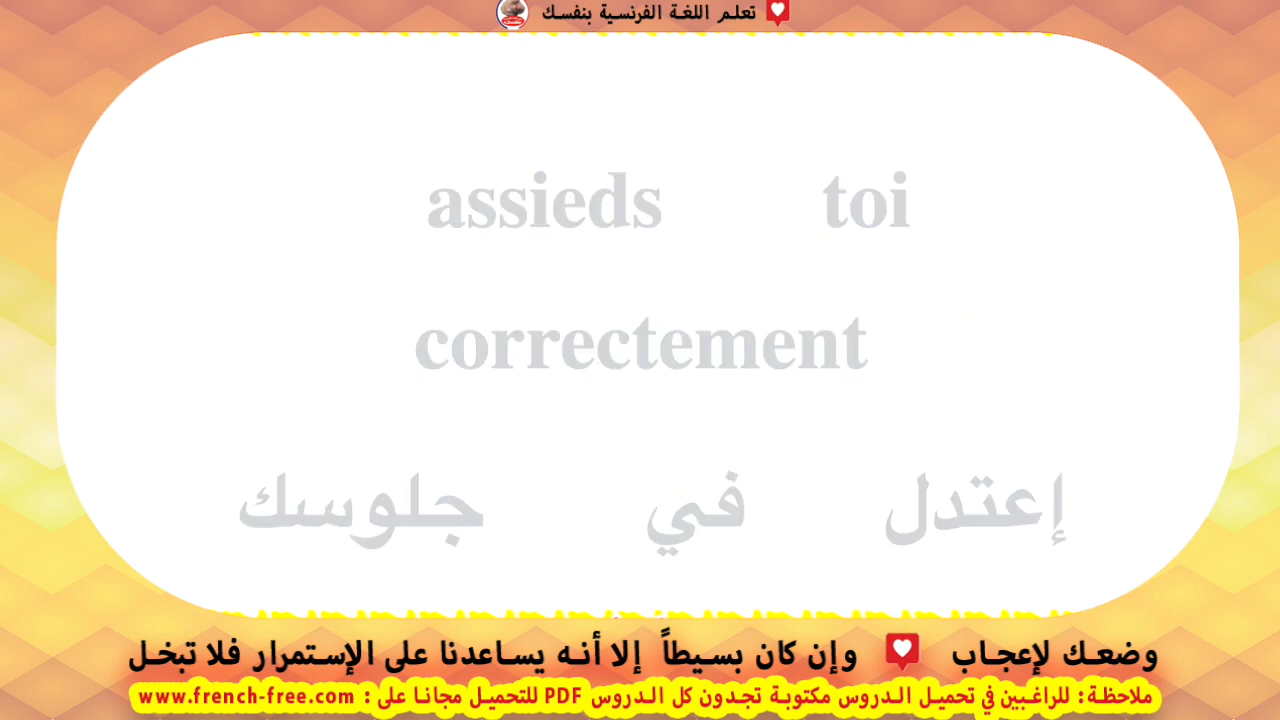 تعلم اللغة الفرنسية بنفسك
assieds toi
correctement
إعتدل في جلوسك
وضعك لإعجاب وإن كان بسيطاً إلا أنه يساعدنا على الإستمرار فلا تبخل
ملاحظة: للراغبين في تحميل الدروس مكتوبة تجدون كل الدروس PDF للتحميل مجانا على : www.french-free.com